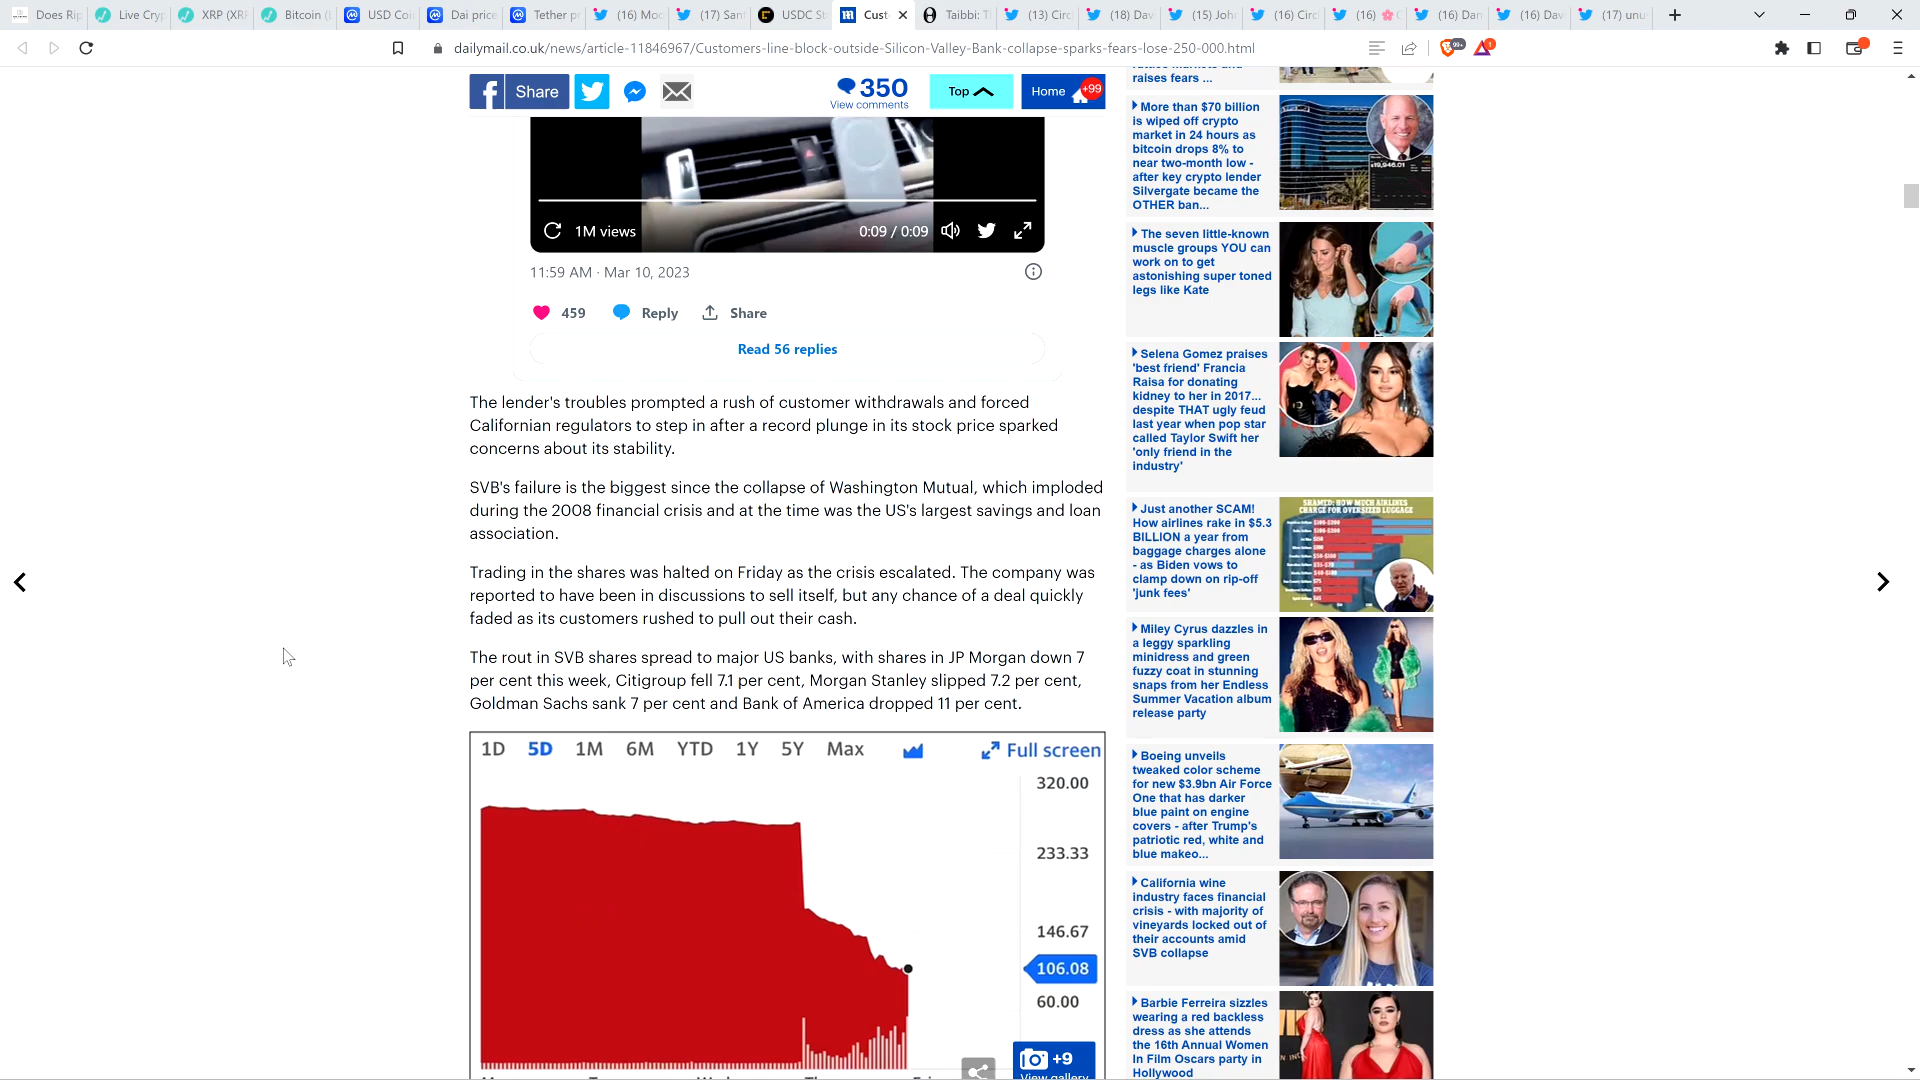 Does Rip
Live Cryp
XRP (XRF
Bitcoin (
USD Coi
Dai price
Tether pr
(16) Moo
(17) Sam
USDC St
Cust
Taibbi: T
(13) Circ
(18) Dav
(15) Joh
(16) Circ
(16)
(16) Dan
(16) Dav
(17) unu
dailymail.co.uk/news/article-11846967/Customers-line-block-outside-Silicon-Valley-Bank-collapse-sparks-fears-lose-250-000.html
99+
1
Share
350
View comments
Top
Home
+99
1M views
0:09 / 0:09
11:59 AM · Mar 10, 2023
459
Reply
Share
Read 56 replies
The lender's troubles prompted a rush of customer withdrawals and forced
Californian regulators to step in after a record plunge in its stock price sparked
concerns about its stability.
SVB's failure is the biggest since the collapse of Washington Mutual, which imploded
during the 2008 financial crisis and at the time was the US's largest savings and loan
association.
Trading in the shares was halted on Friday as the crisis escalated. The company was
reported to have been in discussions to sell itself, but any chance of a deal quickly
faded as its customers rushed to pull out their cash.
The rout in SVB shares spread to major US banks, with shares in JP Morgan down 7
per cent this week, Citigroup fell 7.1 per cent, Morgan Stanley slipped 7.2 per cent,
Goldman Sachs sank 7 per cent and Bank of America dropped 11 per cent.
1D 5D 1M 6M YTD 1Y 5Y Max Full screen
320.00
233.33
146.67
106.08
60.00
+9
View gallery
raises fears ...
More than $70 billion
is wiped off crypto
market in 24 hours as
bitcoin drops 8% to
near two-month low -
after key crypto lender
Silvergate became the
OTHER ban...
$19,946.01
The seven little-known
muscle groups YOU can
work on to get
astonishing super toned
legs like Kate
Selena Gomez praises
'best friend' Francia
Raisa for donating
kidney to her in 2017...
despite THAT ugly feud
last year when pop star
called Taylor Swift her
'only friend in the
industry'
Just another SCAM!
How airlines rake in $5.3
BILLION a year from
baggage charges alone
- as Biden vows to
clamp down on rip-off
'junk fees'
SHAMED: HOW MUCH AIRLINES
CHARGE FOR OVERSIZED LUGGAGE
Miley Cyrus dazzles in
a leggy sparkling
minidress and green
fuzzy coat in stunning
snaps from her Endless
Summer Vacation album
release party
Boeing unveils
tweaked color scheme
for new $3.9bn Air Force
One that has darker
blue paint on engine
covers - after Trump's
patriotic red, white and
blue makeo...
California wine
industry faces financial
crisis - with majority of
vineyards locked out of
their accounts amid
SVB collapse
Barbie Ferreira sizzles
wearing a red backless
dress as she attends
the 16th Annual Women
In Film Oscars party in
Hollywood